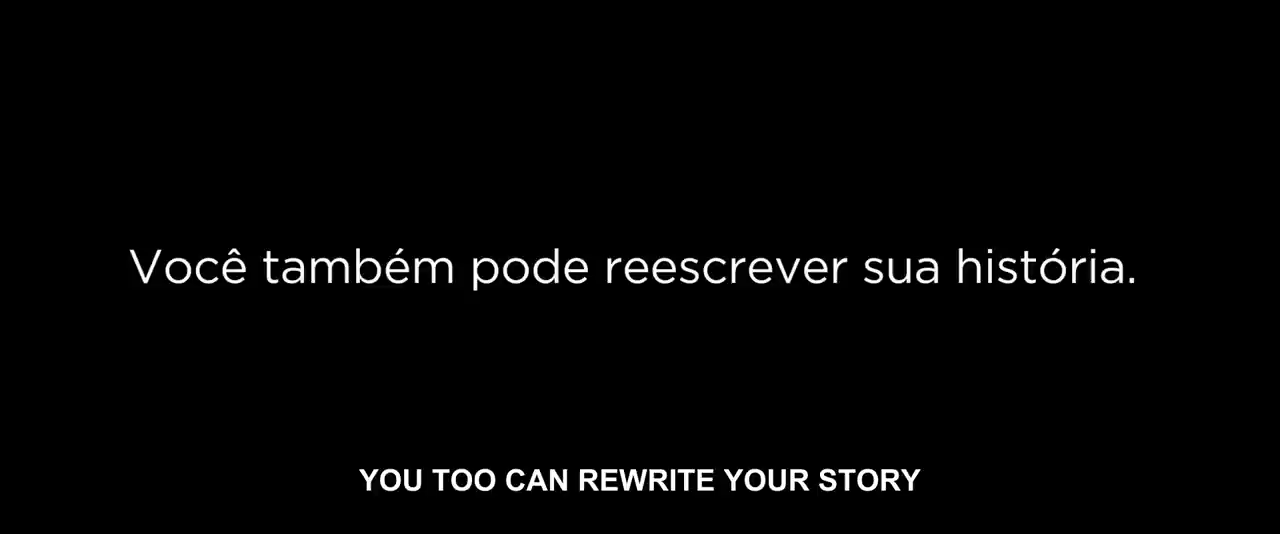 Você também pode reescrever sua história.
YOU TOO CAN REWRITE YOUR STORY